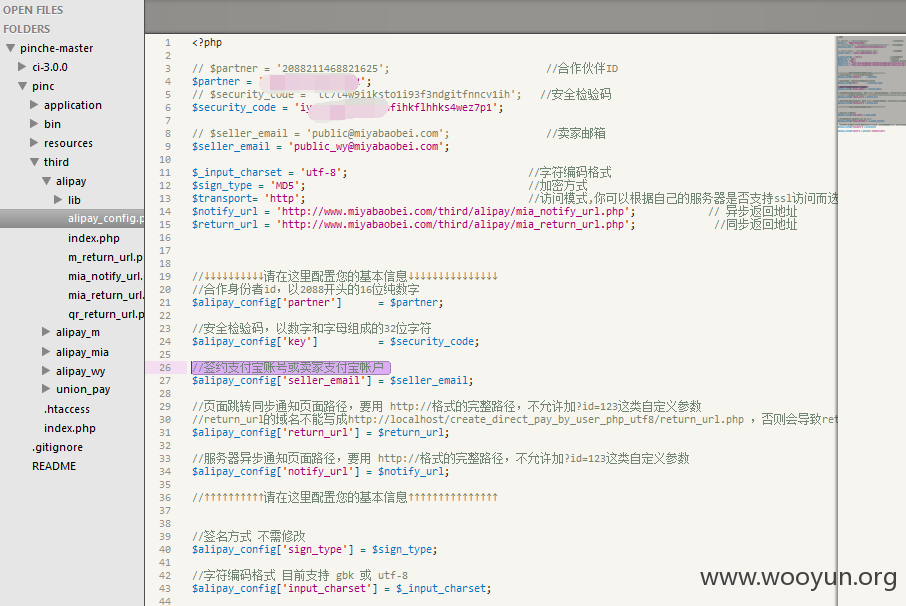 OPEN FILES
FOLDERS
pinche-master
ci-3.0.0
pinc
application
bin
resources
third
alipay
lib
alipay_config.p
index.php
m_return_url.p
mia_notify_url.
mia_return_url.
qr_return_url.p
alipay_m
alipay_mia
alipay_wy
union_pay
.htaccess
index.php
.gitignore
README
1 <?php
2
3 // $partner = '2088211468821625'; //合作伙伴ID
4 $partner = '
5 // $security_code = //安全检验码
6 $security_code = fihkflhhks4wez7p1';
7
8 // $seller_email = 'public@miyabaobei.com'; //卖家邮箱
9 $seller_email = 'public_wy@miyabaobei.com';
10
11 $_input_charset = 'utf-8'; //字符编码格式
12 $sign_type = 'MD5'; //加密方式
13 $transport= 'http'; //访问模式,你可以根据自己的服务器是否支持ssl访问而选
14 $notify_url = 'http://www.miyabaobei.com/third/alipay/mia_notify_url.php'; // 异步返回地址
15 $return_url = 'http://www.miyabaobei.com/third/alipay/mia_return_url.php'; //同步返回地址
16
17
18
19 //↓↓↓↓↓↓↓↓↓↓请在这里配置您的基本信息↓↓↓↓↓↓↓↓↓↓↓↓↓↓↓
20 //合作身份者id，以2088开头的16位纯数字
21 $alipay_config['partner'] = $partner;
22
23 //安全检验码，以数字和字母组成的32位字符
24 $alipay_config['key'] = $security_code;
25
26 //签约支付宝账号或卖家支付宝帐户
27 $alipay_config['seller_email'] = $seller_email;
28
29 //页面跳转同步通知页面路径，要用 http://格式的完整路径，不允许加?id=123这类自定义参数
30 //return_url的域名不能写成http://localhost/create_direct_pay_by_user_php_utf8/return_url.php ，否则会导致ret
31 $alipay_config['return_url'] = $return_url;
32
33 //服务器异步通知页面路径，要用 http://格式的完整路径，不允许加?id=123这类自定义参数
34 $alipay_config['notify_url'] = $notify_url;
35
36 //↑↑↑↑↑↑↑↑↑↑请在这里配置您的基本信息↑↑↑↑↑↑↑↑↑↑↑↑↑↑↑
37
38
39 //签名方式 不需修改
40 $alipay_config['sign_type'] = $sign_type;
41
42 //字符编码格式 目前支持 gbk 或 utf-8
43 $alipay_config['input_charset'] = $_input_charset;
44
www.wooyun.org